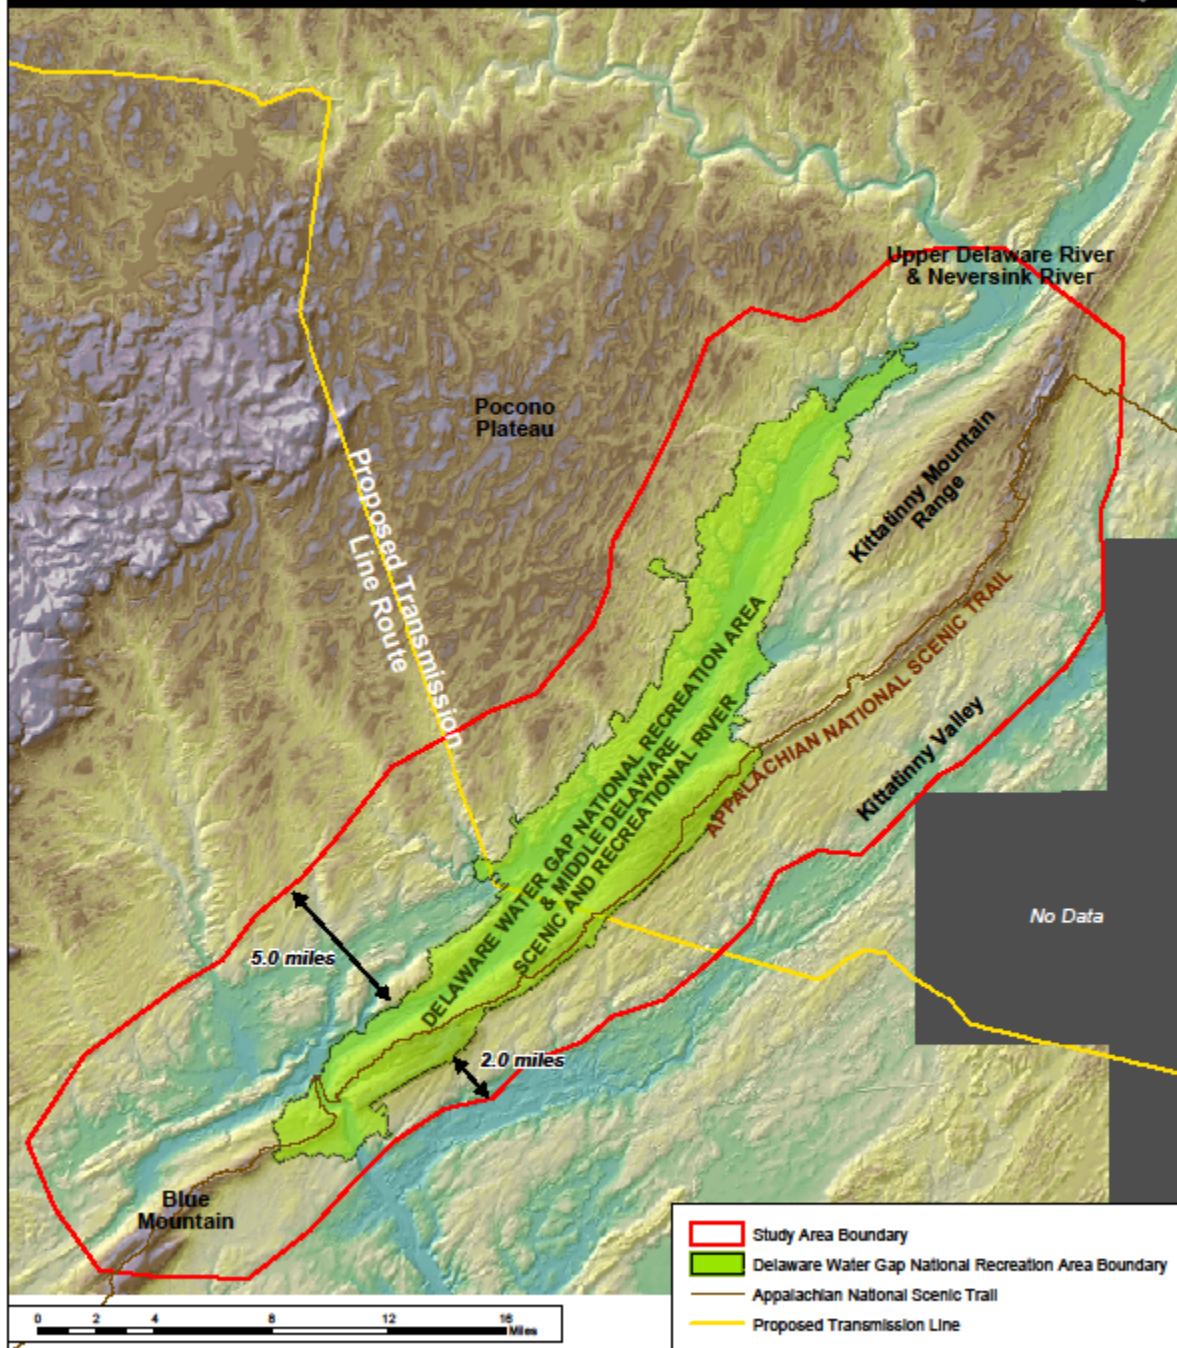 Upper Delaware River
& Neversink River
Pocono
Plateau
Kittatinny Mountain
Range
Proposed Transmission
Line Route
DELAWARE WATER GAP NATIONAL RECREATION AREA
& MIDDLE DELAWARE
SCENIC AND RECREATIONAL RIVER
APPALACHIAN NATIONAL SCENIC TRAIL
Kittatinny Valley
No Data
5.0 miles
2.0 miles
Blue
Mountain
Study Area Boundary
Delaware Water Gap National Recreation Area Boundary
Appalachian National Scenic Trail
Proposed Transmission Line
0 2 4 8 12 16
Miles